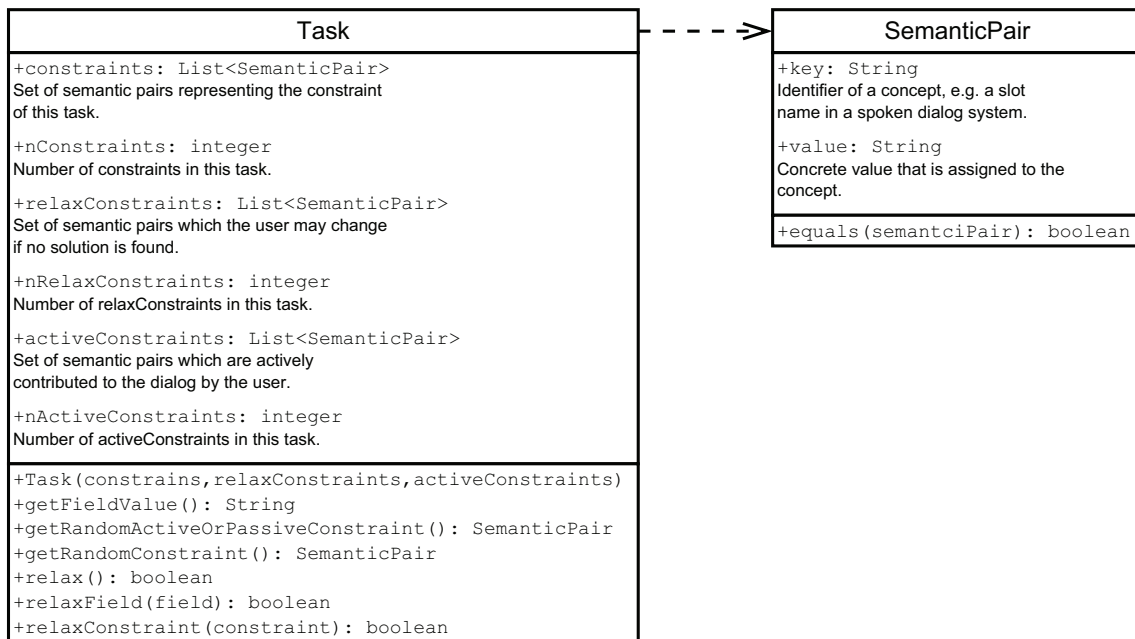 Task
+constraints: List<SemanticPair>
Set of semantic pairs representing the constraint
of this task.
+nConstraints: integer
Number of constraints in this task.
+relaxConstraints: List<SemanticPair>
Set of semantic pairs which the user may change
if no solution is found.
+nRelaxConstraints: integer
Number of relaxConstraints in this task.
+activeConstraints: List<SemanticPair>
Set of semantic pairs which are actively
contributed to the dialog by the user.
+nActiveConstraints: integer
Number of activeConstraints in this task.
+Task(constrains,relaxConstraints,activeConstraints)
+getFieldValue(): String
+getRandomActiveOrPassiveConstraint(): SemanticPair
+getRandomConstraint(): SemanticPair
+relax(): boolean
+relaxField(field): boolean
+relaxConstraint(constraint): boolean
SemanticPair
+key: String
Identifier of a concept, e.g. a slot
name in a spoken dialog system.
+value: String
Concrete value that is assigned to the
concept.
+equals(semantciPair): boolean